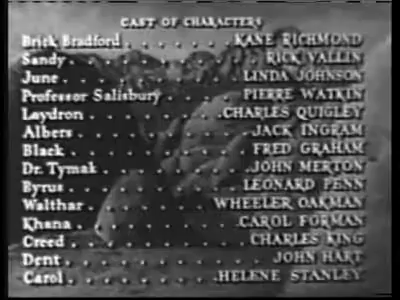 CAST OF CHARACTERS
Brick Bradford . . . . . . KANE RICHMOND
Sandy . . . . . . . . . . . RICK VALLIN
June . . . . . . . . . . LINDA JOHNSON
Professor Salisbury . . . . PIERRE WATKIN
Laydron . . . . . . . . CHARLES QUIGLEY
Albers . . . . . . . . . . JACK INGRAM
Black . . . . . . . . . . FRED GRAHAM
Dr. Tymak . . . . . . . . JOHN MERTON
Byrus . . . . . . . . . LEONARD PENN
Walthar . . . . . . . WHEELER OAKMAN
Khana . . . . . . . . . CAROL FORMAN
Creed . . . . . . . . . CHARLES KING
Dent . . . . . . . . . . . JOHN HART
Carol . . . . . . . . . HELENE STANLEY